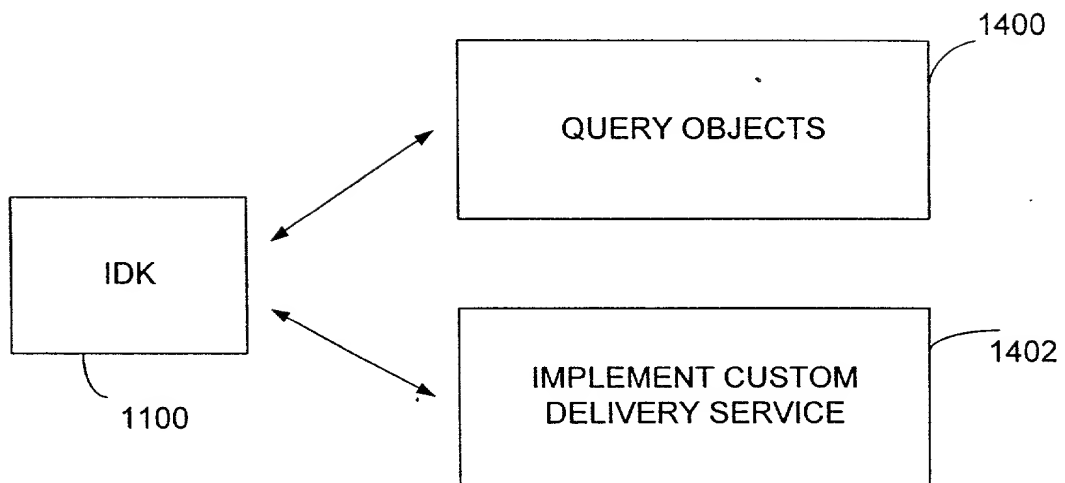 1400
QUERY OBJECTS
IDK
1100
1402
IMPLEMENT CUSTOM
DELIVERY SERVICE